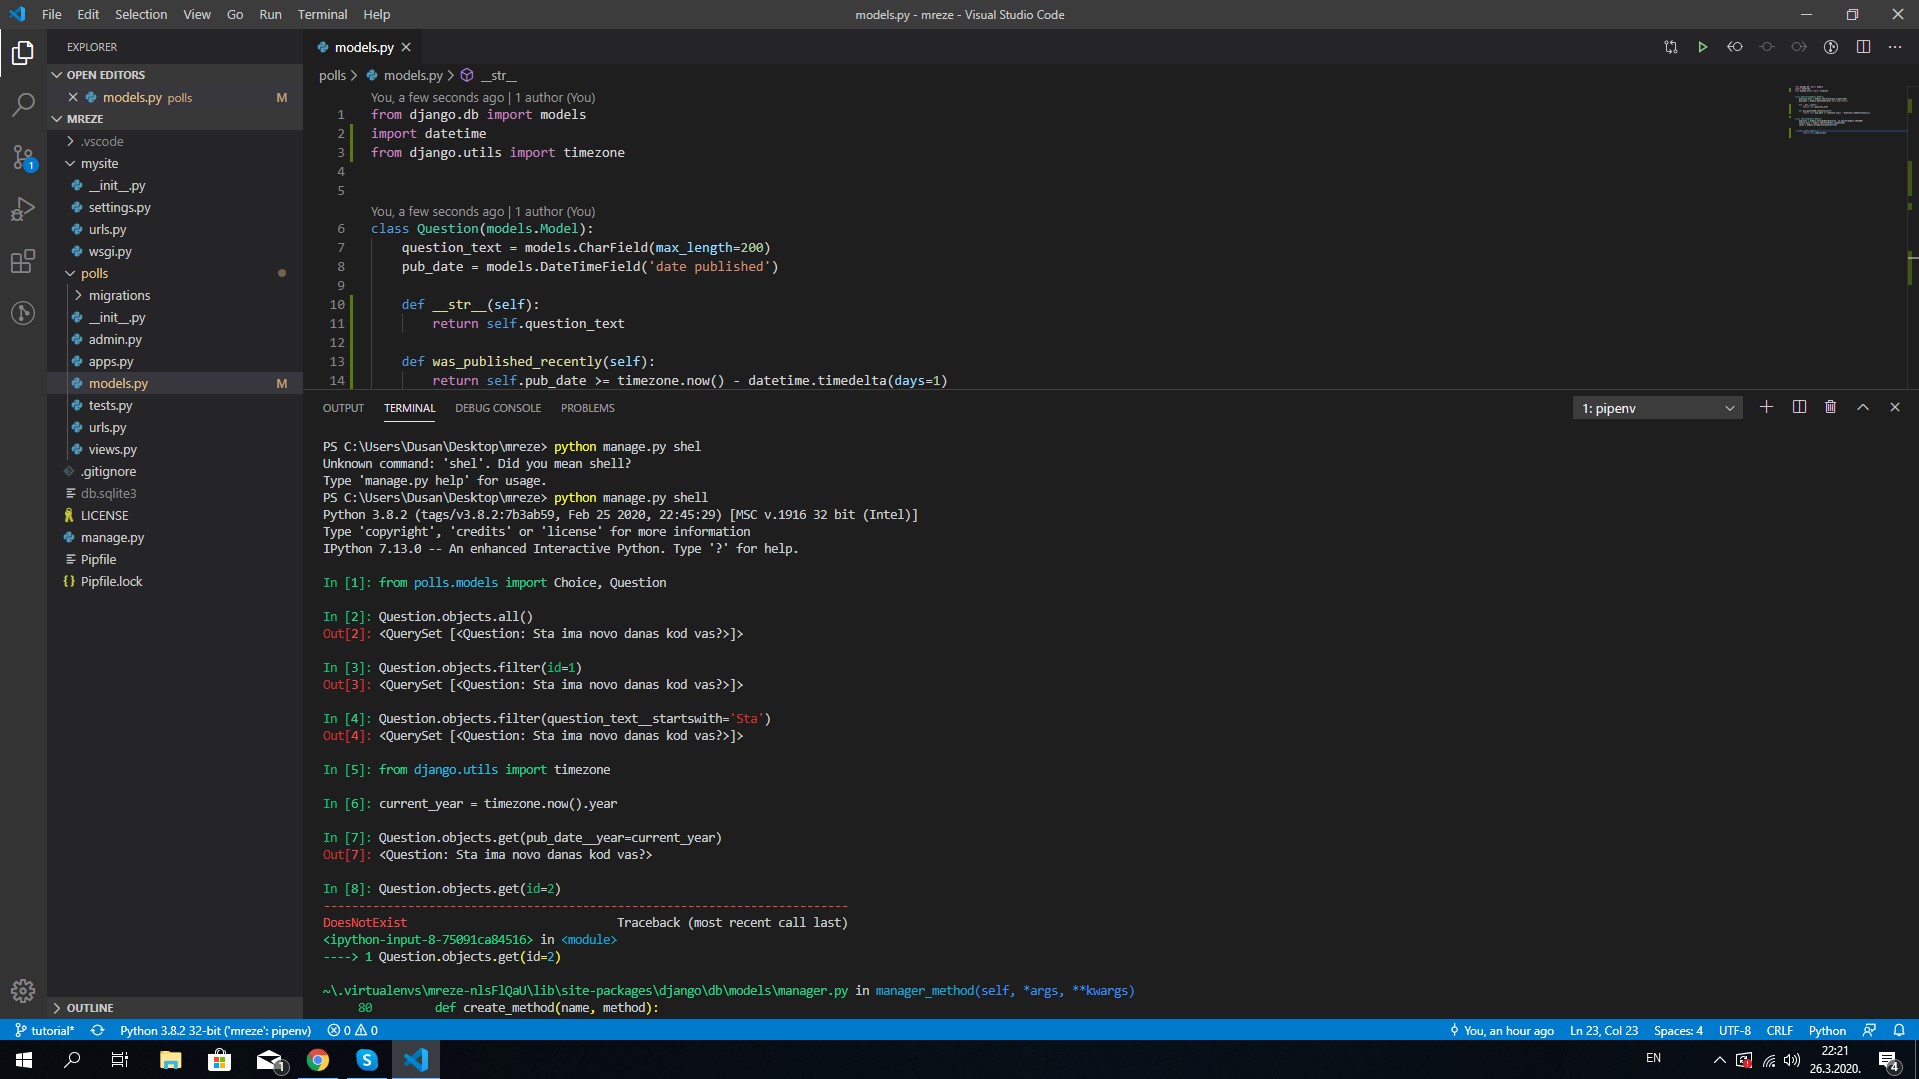 File Edit Selection View Go Run Terminal Help
models.py - mreze - Visual Studio Code
EXPLORER
OPEN EDITORS
models.py polls M
MREZE
.vscode
mysite
__init__.py
settings.py
urls.py
wsgi.py
polls
migrations
__init__.py
admin.py
apps.py
models.py M
tests.py
urls.py
views.py
.gitignore
db.sqlite3
LICENSE
manage.py
Pipfile
Pipfile.lock
OUTLINE
1
models.py
polls > models.py > __str__
You, a few seconds ago | 1 author (You)
1 from django.db import models
2 import datetime
3 from django.utils import timezone
4
5
You, a few seconds ago | 1 author (You)
6 class Question(models.Model):
7 question_text = models.CharField(max_length=200)
8 pub_date = models.DateTimeField('date published')
9
10 def __str__(self):
11 return self.question_text
12
13 def was_published_recently(self):
14 return self.pub_date >= timezone.now() - datetime.timedelta(days=1)
OUTPUT TERMINAL DEBUG CONSOLE PROBLEMS
1: pipenv
PS C:\Users\Dusan\Desktop\mreze> python manage.py shel
Unknown command: 'shel'. Did you mean shell?
Type 'manage.py help' for usage.
PS C:\Users\Dusan\Desktop\mreze> python manage.py shell
Python 3.8.2 (tags/v3.8.2:7b3ab59, Feb 25 2020, 22:45:29) [MSC v.1916 32 bit (Intel)]
Type 'copyright', 'credits' or 'license' for more information
IPython 7.13.0 -- An enhanced Interactive Python. Type '?' for help.
In [1]: from polls.models import Choice, Question
In [2]: Question.objects.all()
Out[2]: <QuerySet [<Question: Sta ima novo danas kod vas?>]>
In [3]: Question.objects.filter(id=1)
Out[3]: <QuerySet [<Question: Sta ima novo danas kod vas?>]>
In [4]: Question.objects.filter(question_text__startswith='Sta')
Out[4]: <QuerySet [<Question: Sta ima novo danas kod vas?>]>
In [5]: from django.utils import timezone
In [6]: current_year = timezone.now().year
In [7]: Question.objects.get(pub_date__year=current_year)
Out[7]: <Question: Sta ima novo danas kod vas?>
In [8]: Question.objects.get(id=2)
---------------------------------------------------------------------------
DoesNotExist Traceback (most recent call last)
<ipython-input-8-75091ca84516> in <module>
----> 1 Question.objects.get(id=2)
~\.virtualenvs\mreze-nlsFlQaU\lib\site-packages\django\db\models\manager.py in manager_method(self, *args, **kwargs)
80 def create_method(name, method):
tutorial* Python 3.8.2 32-bit ('mreze': pipenv) 0 0
You, an hour ago Ln 23, Col 23 Spaces: 4 UTF-8 CRLF Python
1
S
EN
22:21
26.3.2020.
4